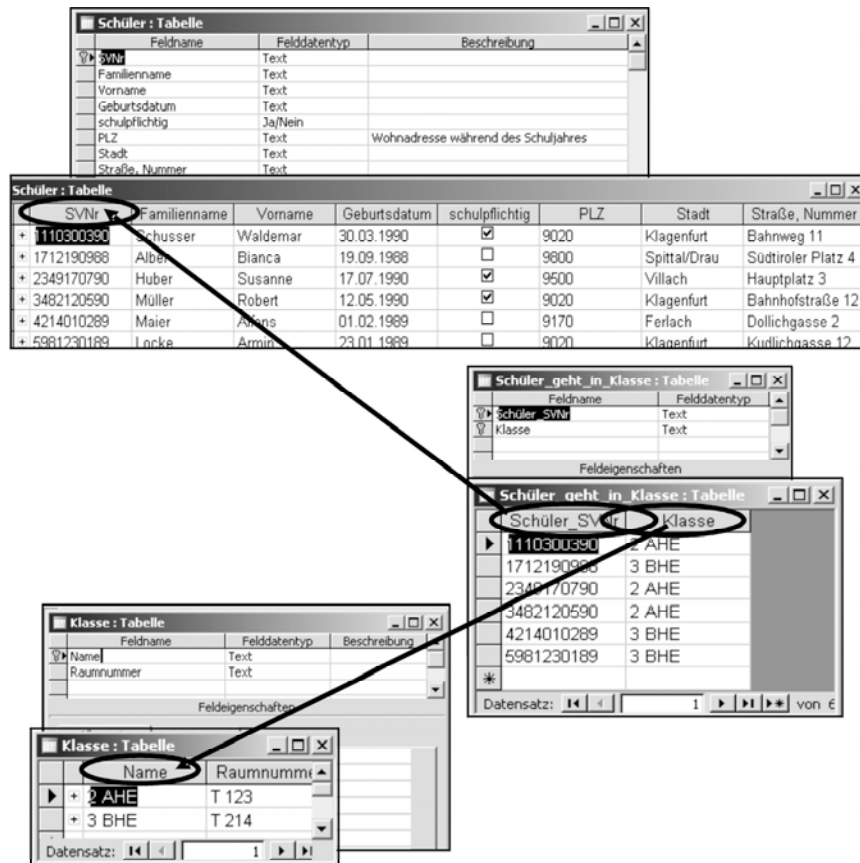 Schüler : Tabelle
Feldname Felddatentyp Beschreibung
SVNr Text
Familienname Text
Vorname Text
Geburtsdatum Text
schulpflichtig Ja/Nein
PLZ Text Wohnadresse während des Schuljahres
Stadt Text
Straße, Nummer Text
Schüler : Tabelle
SVNr Familienname Vorname Geburtsdatum schulpflichtig PLZ Stadt Straße, Nummer
+ 1110300390 Schusser Waldemar 30.03.1990 9020 Klagenfurt Bahnweg 11
+ 1712190988 Alber Bianca 19.09.1988 9800 Spittal/Drau Südtiroler Platz 4
+ 2349170790 Huber Susanne 17.07.1990 9500 Villach Hauptplatz 3
+ 3482120590 Müller Robert 12.05.1990 9020 Klagenfurt Bahnhofstraße 12
+ 4214010289 Maier Alfons 01.02.1989 9170 Ferlach Dollichgasse 2
+ 5981230189 Locke Armin 23.01.1989 9020 Klagenfurt Kudlichgasse 12
Schüler_geht_in_Klasse : Tabelle
Feldname Felddatentyp
Schüler_SVNr Text
Klasse Text
Feldeigenschaften
Schüler_geht_in_Klasse : Tabelle
Schüler_SVNr Klasse
1110300390 2 AHE
1712190988 3 BHE
2349170790 2 AHE
3482120590 2 AHE
4214010289 3 BHE
5981230189 3 BHE
Datensatz: 1 von 6
Klasse : Tabelle
Feldname Felddatentyp Beschreibung
Name Text
Raumnummer Text
Feldeigenschaften
Klasse : Tabelle
Name Raumnumme
+ 2 AHE T 123
+ 3 BHE T 214
Datensatz: 1